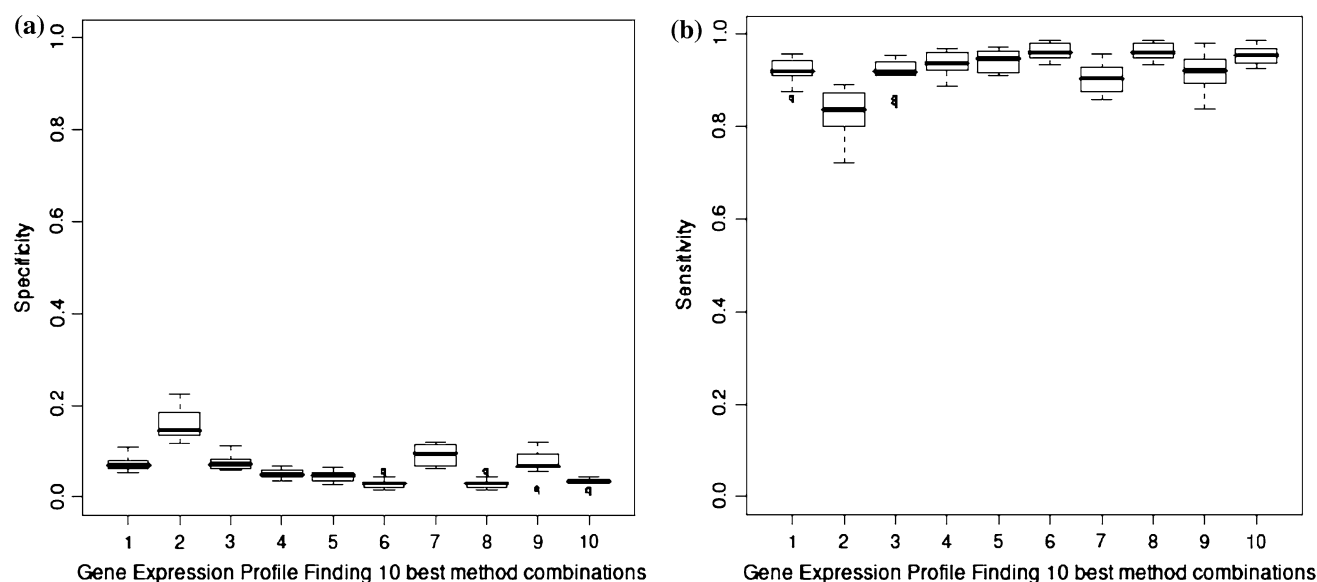 (a)
Specificity
1.0
0.8
0.6
0.4
0.2
0.0
1 2 3 4 5 6 7 8 9 10
Gene Expression Profile Finding 10 best method combinations
(b)
Sensitivity
1.0
0.8
0.6
0.4
0.2
0.0
1 2 3 4 5 6 7 8 9 10
Gene Expression Profile Finding 10 best method combinations